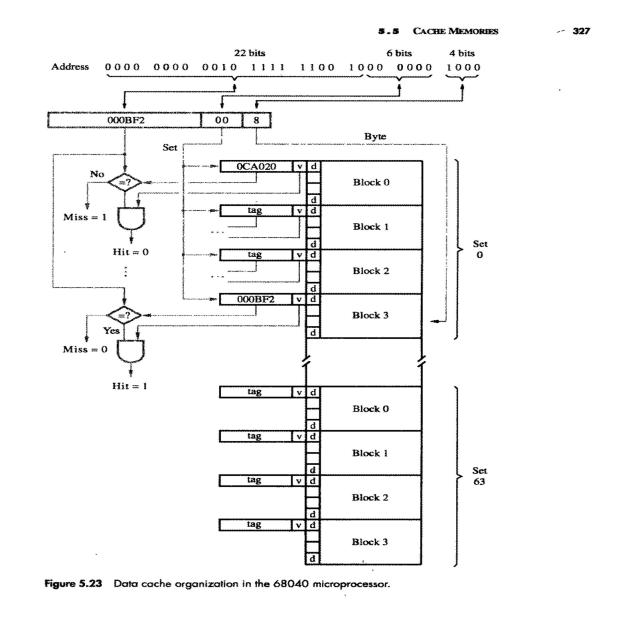 5.5 CACHE MEMORIES 327
22 bits 6 bits 4 bits
Address 0000 0000 0010 1111 1100 1000 0000 1000
000BF2 00 8
Byte
Set
0CA020 v d
No
=?
Block 0
d
Miss = 1
tag v d
Block 1
...
Hit = 0
d
tag v d
Set
0
...
Block 2
d
000BF2 v d
=?
Block 3
Yes
d
Miss = 0
Hit = 1
tag v d
Block 0
d
tag v d
Block 1
d
Set
63
tag v d
Block 2
d
tag v d
Block 3
d
Figure 5.23 Data cache organization in the 68040 microprocessor.